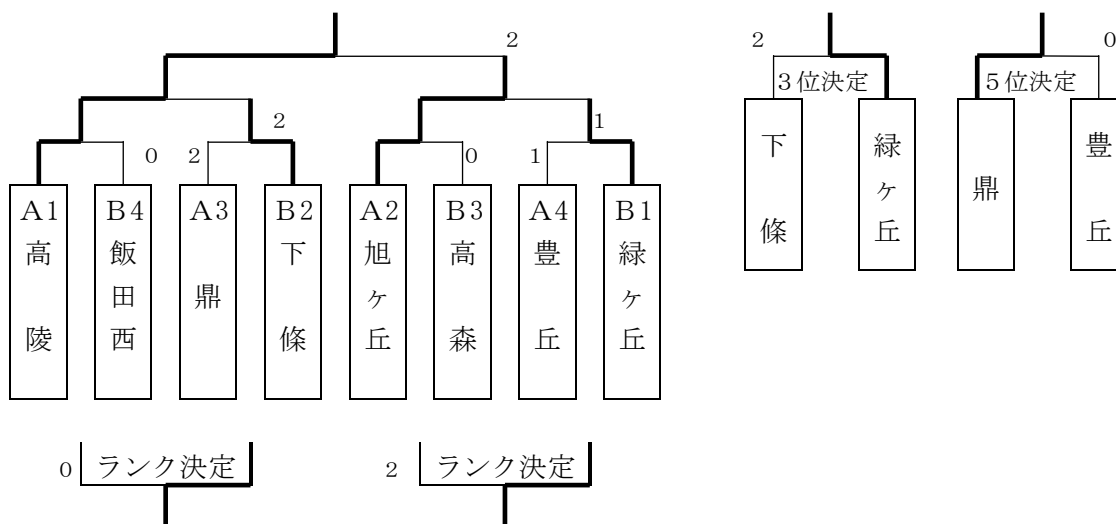 2
2 0
3位決定 5位決定
2 1
0 2 0 1
下條 緑ヶ丘 鼎 豊丘
A1 B4 A3 B2 A2 B3 A4 B1
高陵 飯田西 鼎 下條 旭ヶ丘 高森 豊丘 緑ヶ丘
0 ランク決定 2 ランク決定